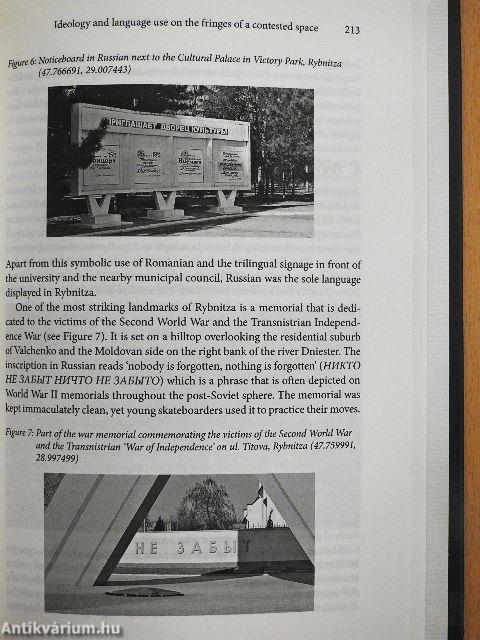 Ideology and language use on the fringes of a contested space 213
Figure 6: Noticeboard in Russian next to the Cultural Palace in Victory Park, Rybnitza
(47.766691, 29.007443)
ПРИГЛАШАЕТ ДВОРЕЦ КУЛЬТУРЫ
Концерт
Apart from this symbolic use of Romanian and the trilingual signage in front of
the university and the nearby municipal council, Russian was the sole language
displayed in Rybnitza.
One of the most striking landmarks of Rybnitza is a memorial that is dedi-
cated to the victims of the Second World War and the Transnistrian Independ-
ence War (see Figure 7). It is set on a hilltop overlooking the residential suburb
of Valchenko and the Moldovan side on the right bank of the river Dniester. The
inscription in Russian reads 'nobody is forgotten, nothing is forgotten' (НИКТО
НЕ ЗАБЫТ НИЧТО НЕ ЗАБЫТО) which is a phrase that is often depicted on
World War II memorials throughout the post-Soviet sphere. The memorial was
kept immaculately clean, yet young skateboarders used it to practice their moves.
Figure 7: Part of the war memorial commemorating the victims of the Second World War
and the Transnistrian 'War of Independence' on ul. Titova, Rybnitza (47.759991,
28.997499)
НЕ ЗАБЫТ
Antikvárium.hu